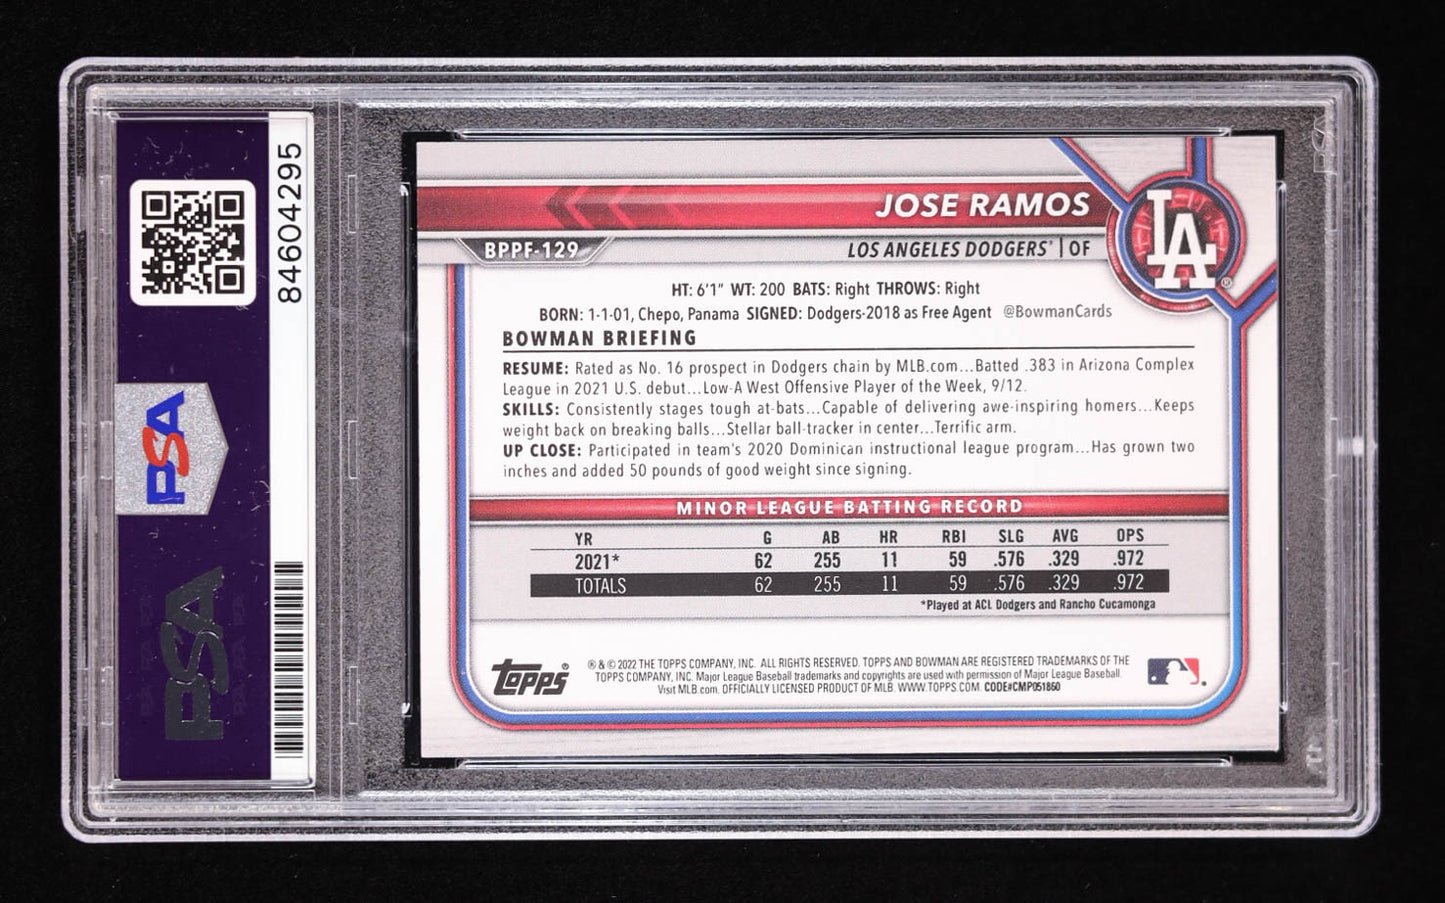 84604295
PSA
PSA
JOSE RAMOS
BPPF-129
LOS ANGELES DODGERS® | OF
LA
HT: 6'1" WT: 200 BATS: Right THROWS: Right
BORN: 1-1-01, Chepo, Panama SIGNED: Dodgers-2018 as Free Agent @BowmanCards
BOWMAN BRIEFING
RESUME: Rated as No. 16 prospect in Dodgers chain by MLB.com...Batted .383 in Arizona Complex
League in 2021 U.S. debut...Low-A West Offensive Player of the Week, 9/12.
SKILLS: Consistently stages tough at-bats...Capable of delivering awe-inspiring homers...Keeps
weight back on breaking balls...Stellar ball-tracker in center...Terrific arm.
UP CLOSE: Participated in team's 2020 Dominican instructional league program...Has grown two
inches and added 50 pounds of good weight since signing.
MINOR LEAGUE BATTING RECORD
YR G AB HR RBI SLG AVG OPS
2021* 62 255 11 59 .576 .329 .972
TOTALS 62 255 11 59 .576 .329 .972
*Played at ACL Dodgers and Rancho Cucamonga
Topps®
® & © 2022 THE TOPPS COMPANY, INC. ALL RIGHTS RESERVED. TOPPS AND BOWMAN ARE REGISTERED TRADEMARKS OF THE
TOPPS COMPANY, INC. Major League Baseball trademarks and copyrights are used with permission of Major League Baseball.
Visit MLB.com. OFFICIALLY LICENSED PRODUCT OF MLB. WWW.TOPPS.COM. CODE#CMP051860